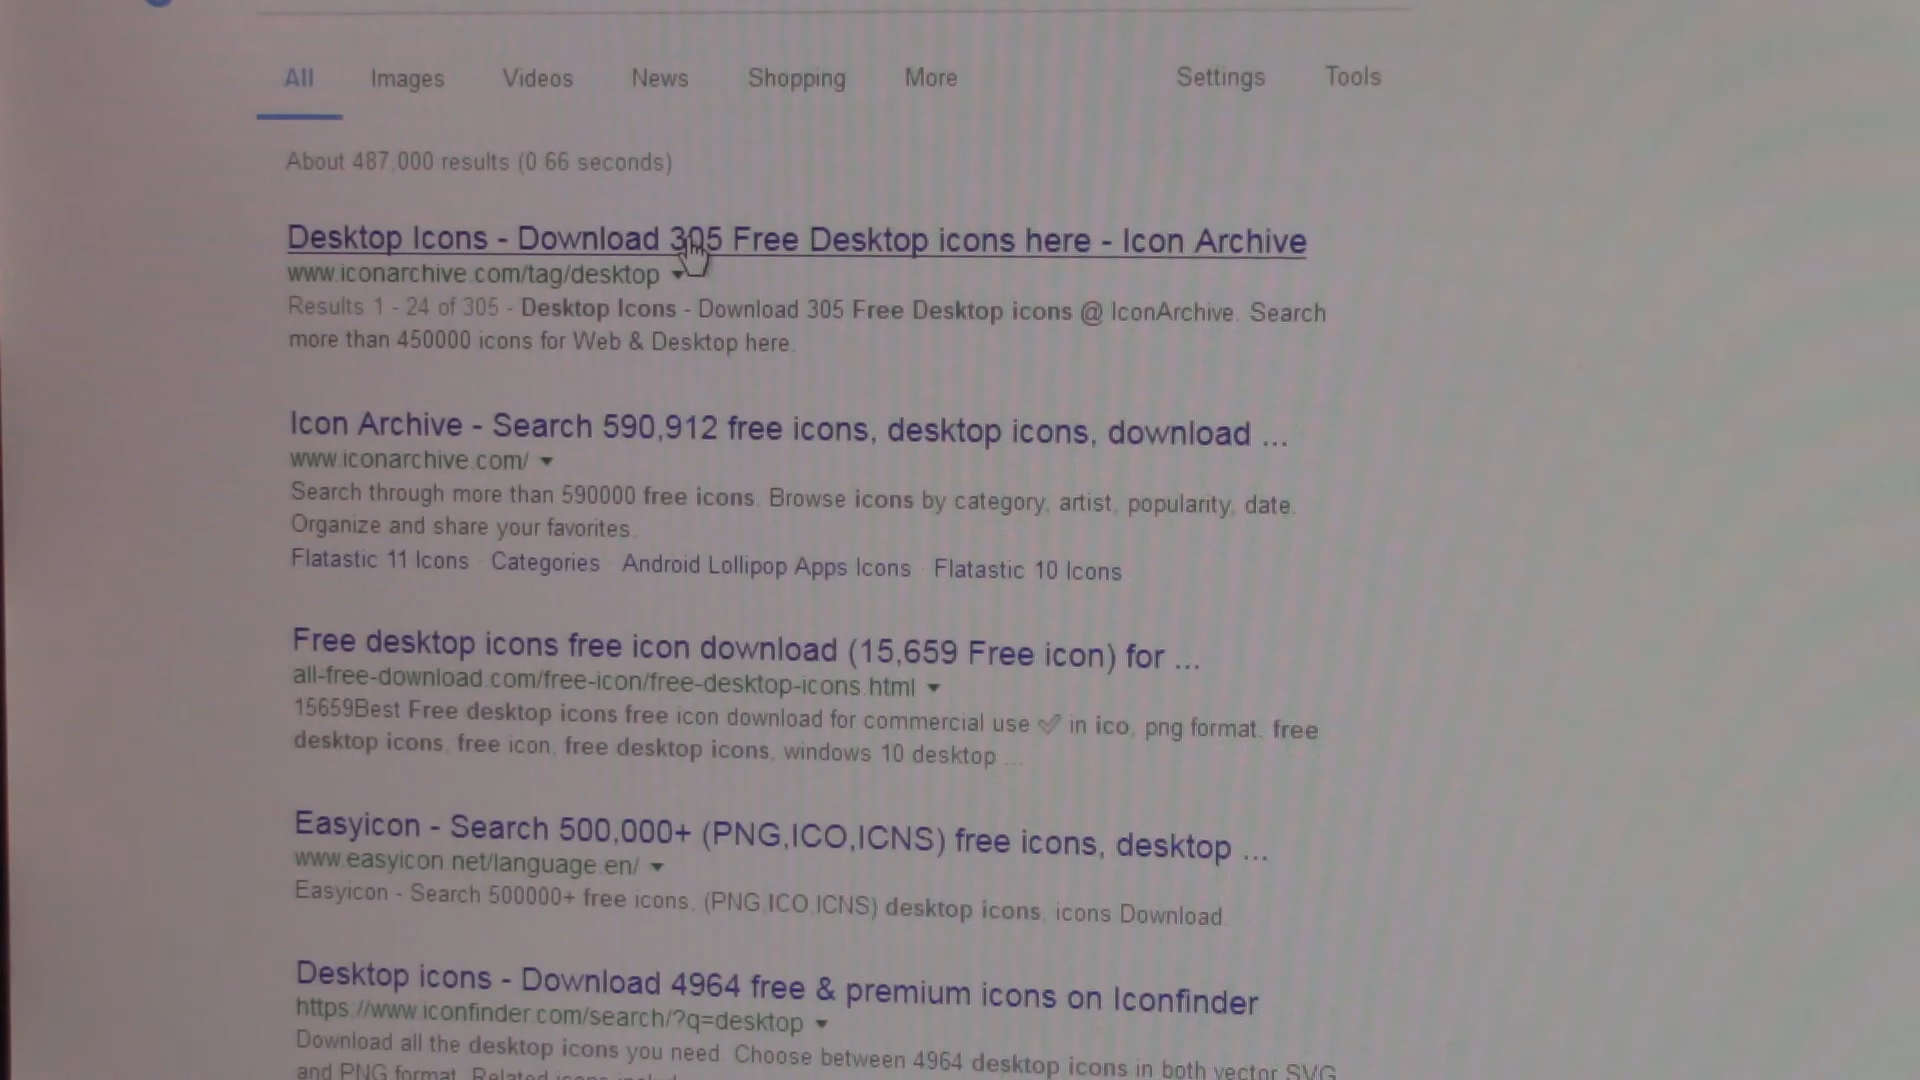 All Images Videos News Shopping More Settings Tools
About 487,000 results (0.66 seconds)
Desktop Icons - Download 305 Free Desktop icons here - Icon Archive
www.iconarchive.com/tag/desktop
Results 1 - 24 of 305 - Desktop Icons - Download 305 Free Desktop icons @ IconArchive. Search
more than 450000 icons for Web & Desktop here.
Icon Archive - Search 590,912 free icons, desktop icons, download ...
www.iconarchive.com/
Search through more than 590000 free icons. Browse icons by category, artist, popularity, date.
Organize and share your favorites.
Flatastic 11 Icons · Categories · Android Lollipop Apps Icons · Flatastic 10 Icons
Free desktop icons free icon download (15,659 Free icon) for ...
all-free-download.com/free-icon/free-desktop-icons.html
15659Best Free desktop icons free icon download for commercial use ✅ in ico, png format. free
desktop icons, free icon, free desktop icons, windows 10 desktop ...
Easyicon - Search 500,000+ (PNG,ICO,ICNS) free icons, desktop ...
www.easyicon.net/language.en/
Easyicon - Search 500000+ free icons, (PNG,ICO,ICNS) desktop icons, icons Download.
Desktop icons - Download 4964 free & premium icons on Iconfinder
https://www.iconfinder.com/search/?q=desktop
Download all the desktop icons you need. Choose between 4964 desktop icons in both vector SVG
and PNG format. Related icons